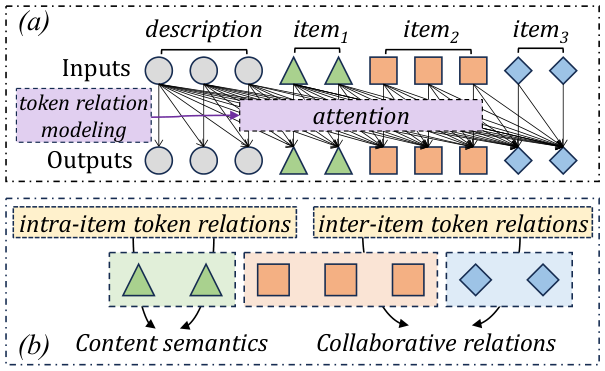 (a)
description item1 item2 item3
Inputs
token relation
modeling
attention
Outputs
intra-item token relations inter-item token relations
(b) Content semantics Collaborative relations